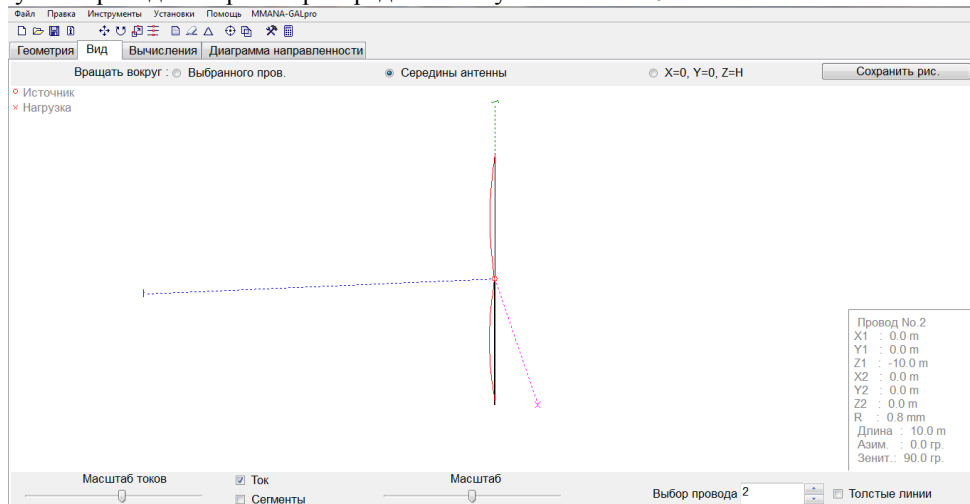 Файл Правка Инструменты Установки Помощь MMANA-GALpro
Геометрия Вид Вычисления Диаграмма направленности
Вращать вокруг : Выбранного пров. Середины антенны X=0, Y=0, Z=H Сохранить рис.
Источник
Нагрузка
Провод No.2
X1 : 0.0 m
Y1 : 0.0 m
Z1 : -10.0 m
X2 : 0.0 m
Y2 : 0.0 m
Z2 : 0.0 m
R : 0.8 mm
Длина : 10.0 m
Азим. : 0.0 гр.
Зенит.: 90.0 гр.
Масштаб токов Ток Масштаб
Сегменты Выбор провода 2 Толстые линии